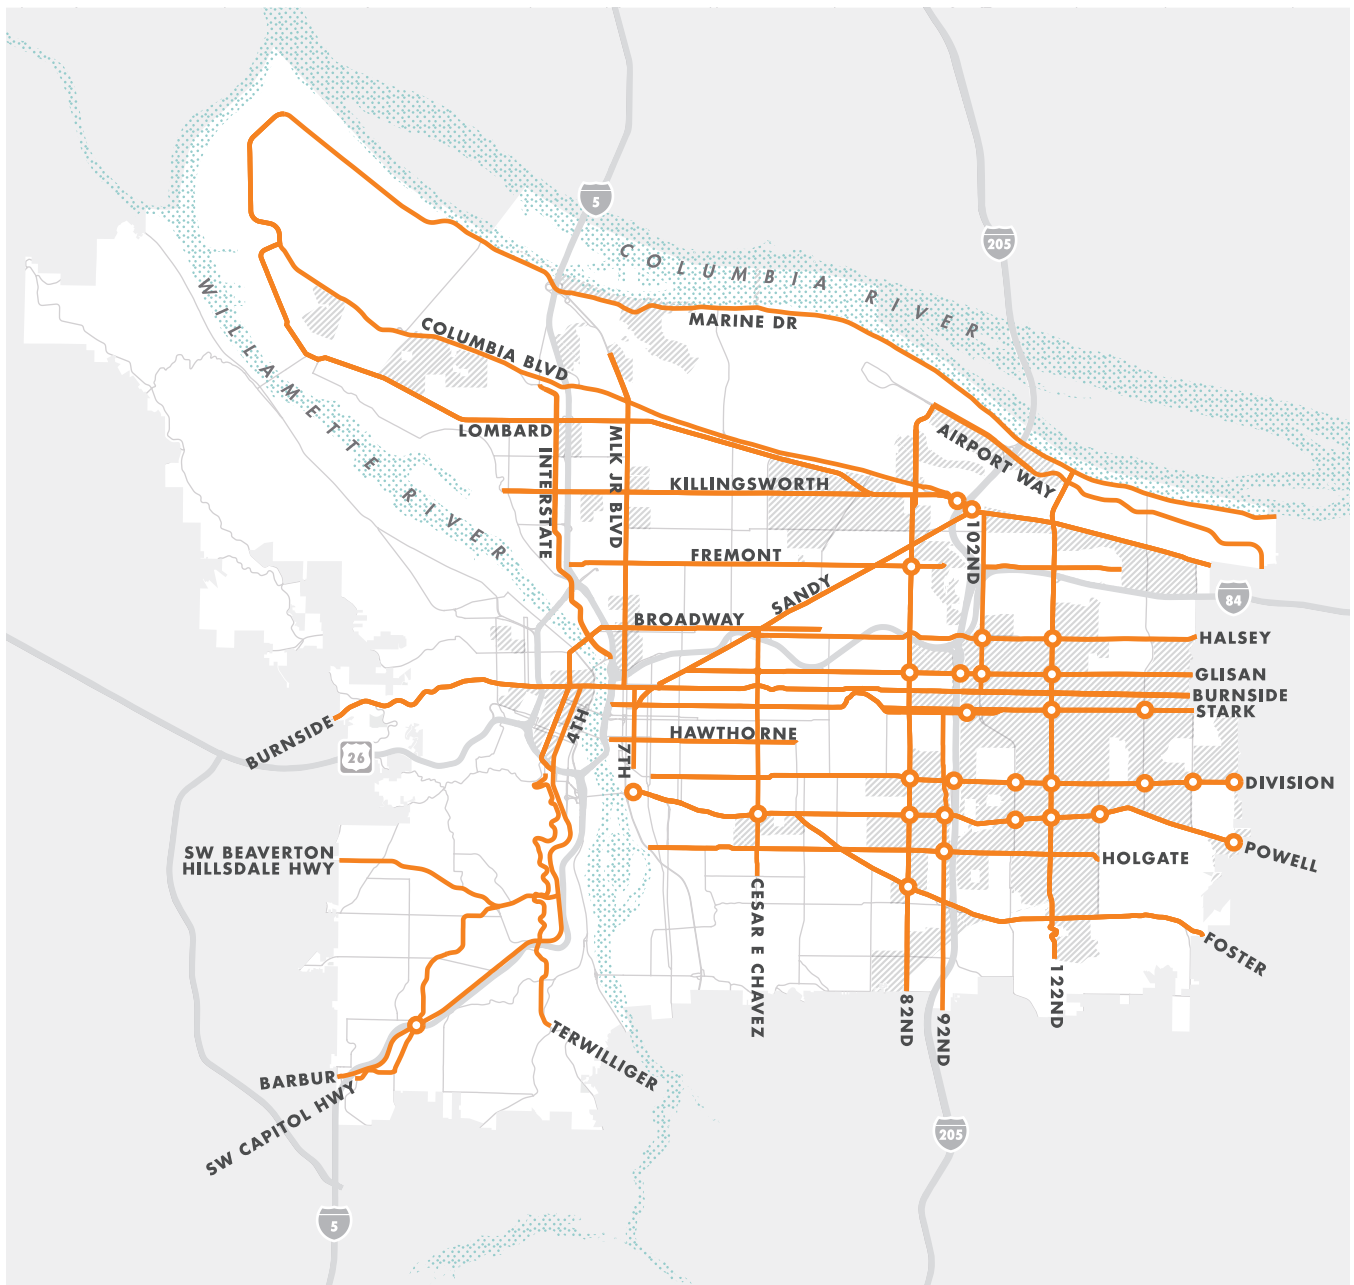 5
205
COLUMBIA RIVER
WILLAMETTE RIVER
MARINE DR
COLUMBIA BLVD
LOMBARD
INTERSTATE
MLK JR BLVD
AIRPORT WAY
KILLINGSWORTH
102ND
FREMONT
SANDY
84
BROADWAY
HALSEY
GLISAN
BURNSIDE
STARK
BURNSIDE
26
4TH
7TH
HAWTHORNE
DIVISION
POWELL
HOLGATE
SW BEAVERTON
HILLSDALE HWY
CESAR E CHAVEZ
FOSTER
82ND
92ND
122ND
TERWILLIGER
BARBUR
SW CAPITOL HWY
205
5